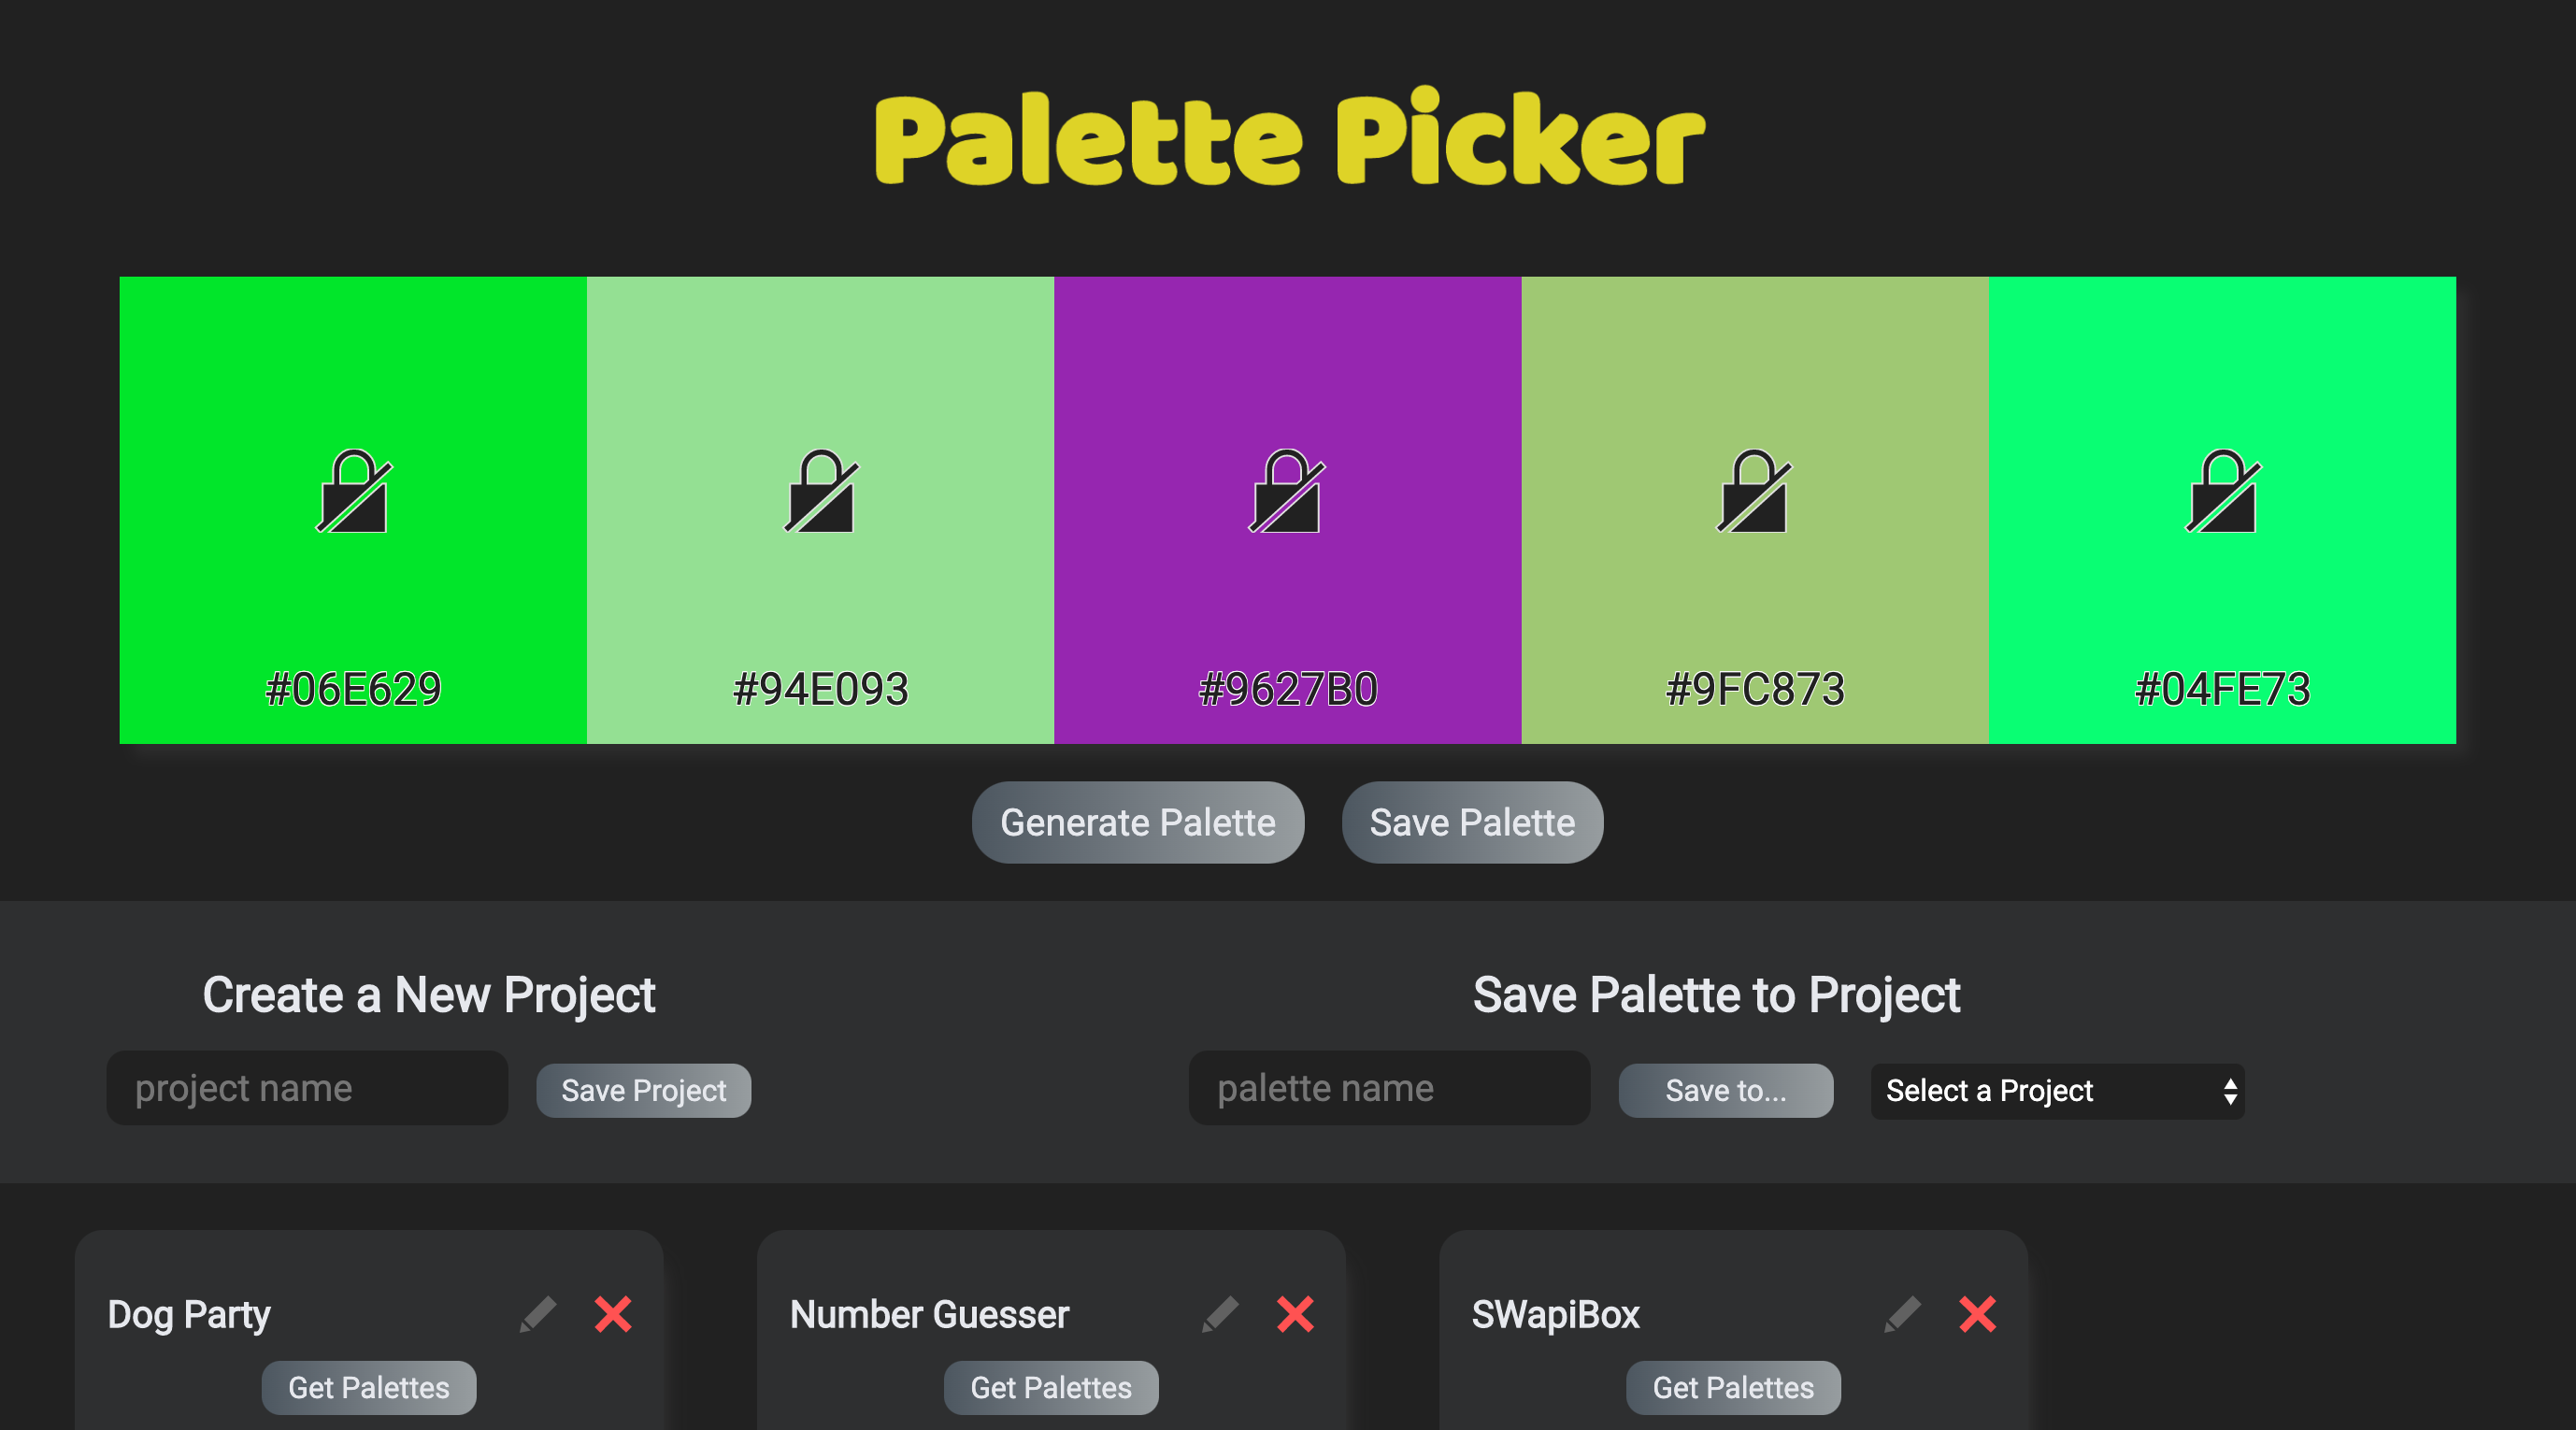 Palette Picker
#06E629
#94E093
#9627B0
#9FC873
#04FE73
Generate Palette
Save Palette
Create a New Project
Save Palette to Project
project name
Save Project
palette name
Save to...
Select a Project
Dog Party
Number Guesser
SWapiBox
Get Palettes
Get Palettes
Get Palettes